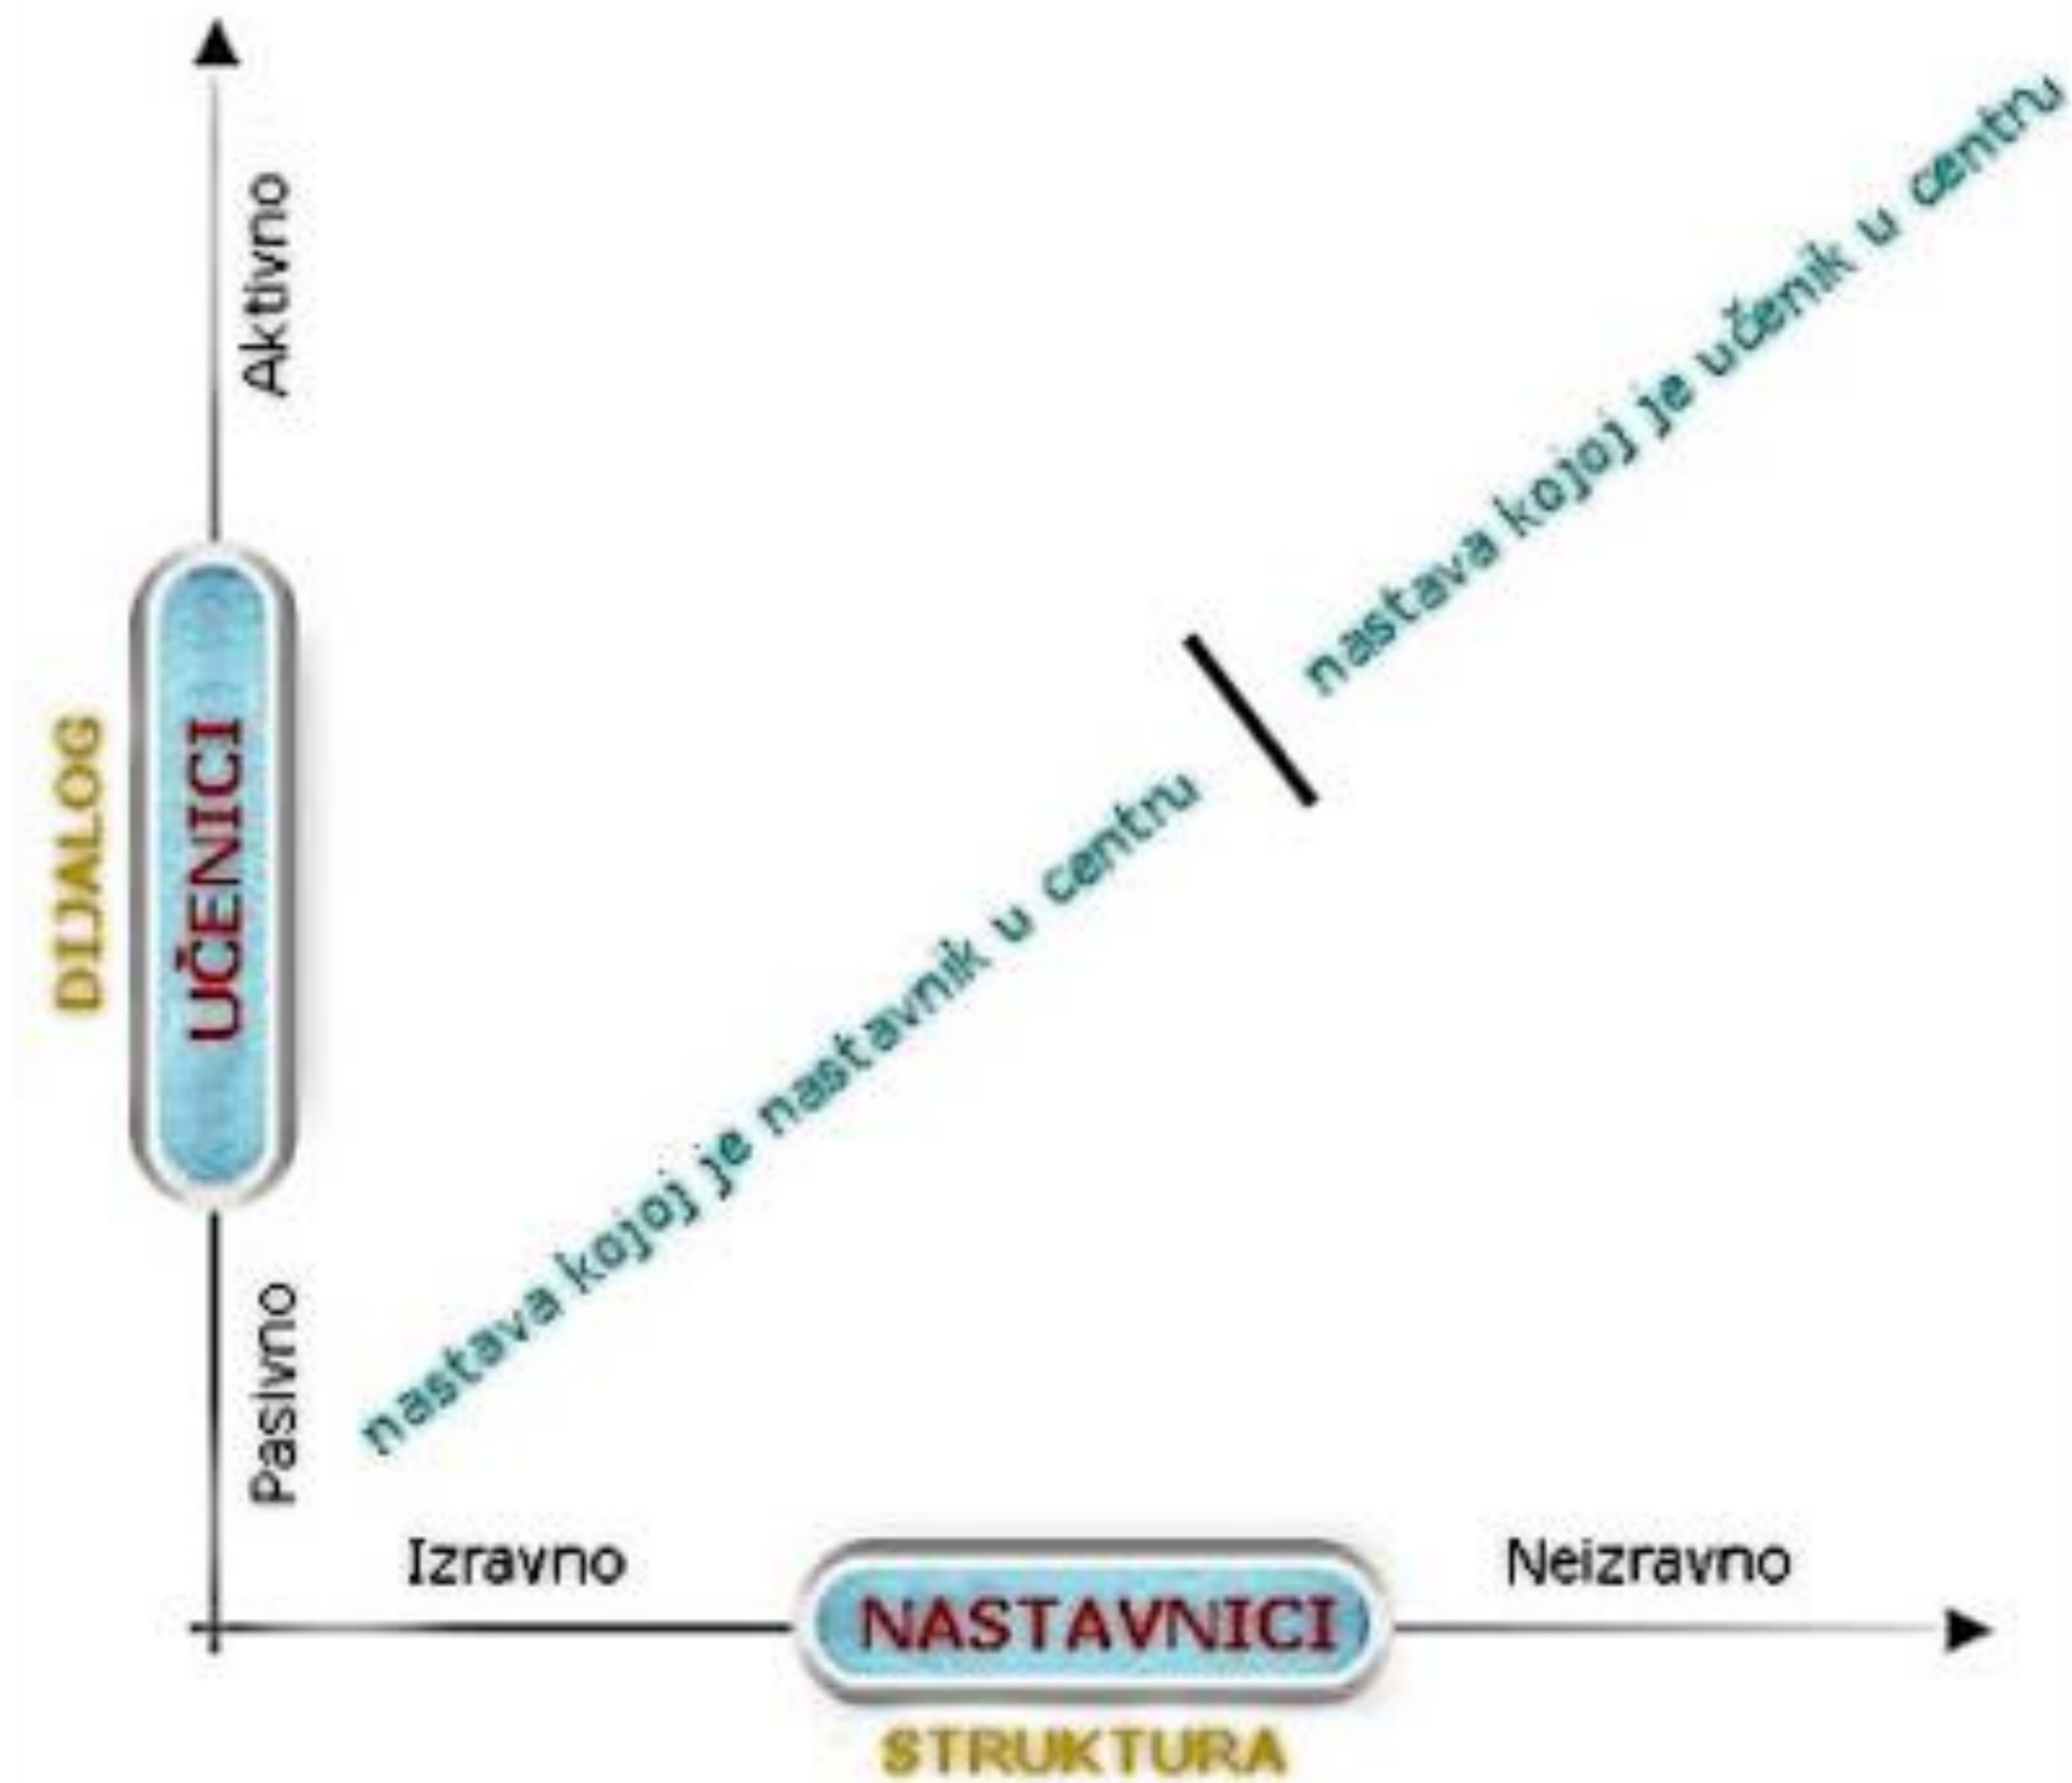 Aktivno
nastava kojoj je učenik u centru
DIJALOG
UČENICI
nastava kojoj je nastavnik u centru
Pasivno
Izravno
Neizravno
NASTAVNICI
STRUKTURA